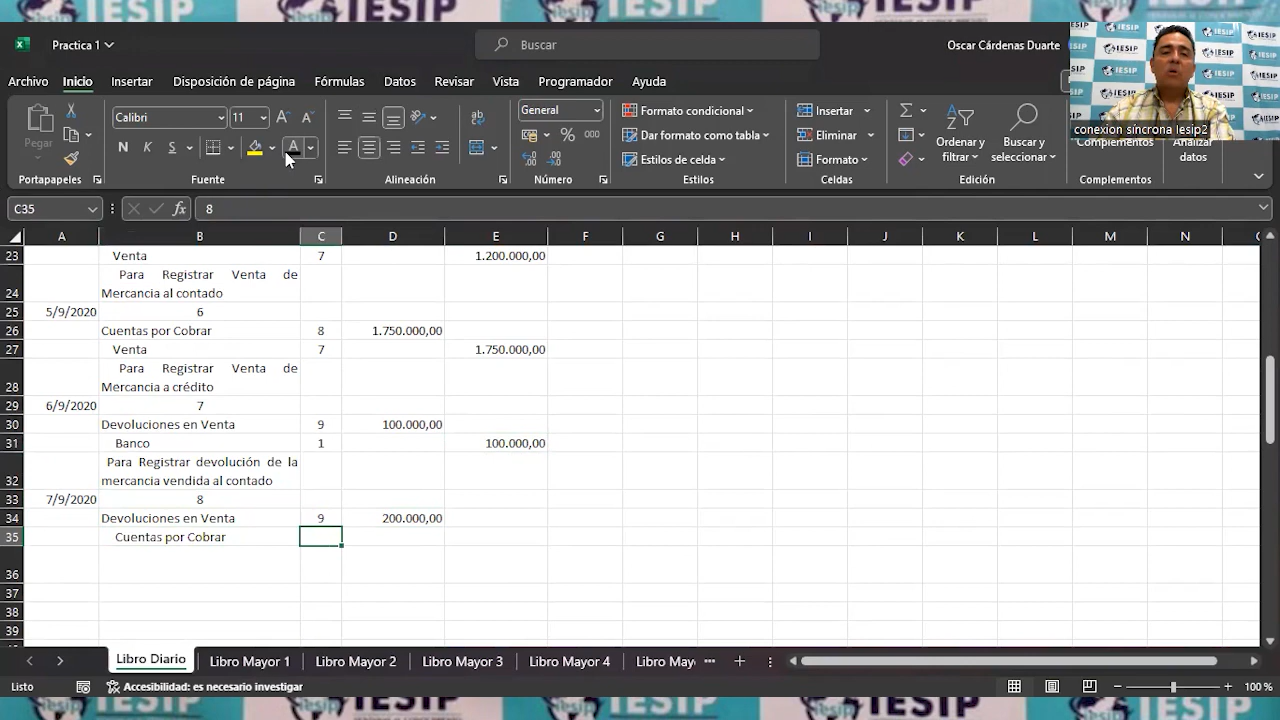 IESIP
Practica 1
Buscar
Oscar Cárdenas Duarte
conexion síncrona Iesip2
Archivo Inicio Insertar Disposición de página Fórmulas Datos Revisar Vista Programador Ayuda
Pegar
Portapapeles
Calibri 11
N K S
Fuente
Alineación
General
% 000
Número
Formato condicional
Dar formato como tabla
Estilos de celda
Estilos
Insertar
Eliminar
Formato
Celdas
Ordenar y filtrar
Buscar y seleccionar
Edición
Complementos
Complementos
Analizar datos
C35 fx 8
A B C D E F G H I J K L M N
23 Venta 7 1.200.000,00
Para Registrar Venta de
24 Mercancia al contado
25 5/9/2020 6
26 Cuentas por Cobrar 8 1.750.000,00
27 Venta 7 1.750.000,00
Para Registrar Venta de
28 Mercancia a crédito
29 6/9/2020 7
30 Devoluciones en Venta 9 100.000,00
31 Banco 1 100.000,00
Para Registrar devolución de la
32 mercancia vendida al contado
33 7/9/2020 8
34 Devoluciones en Venta 9 200.000,00
35 Cuentas por Cobrar
36
37
38
39
Libro Diario Libro Mayor 1 Libro Mayor 2 Libro Mayor 3 Libro Mayor 4 Libro May
Listo Accesibilidad: es necesario investigar 100 %
IESIP